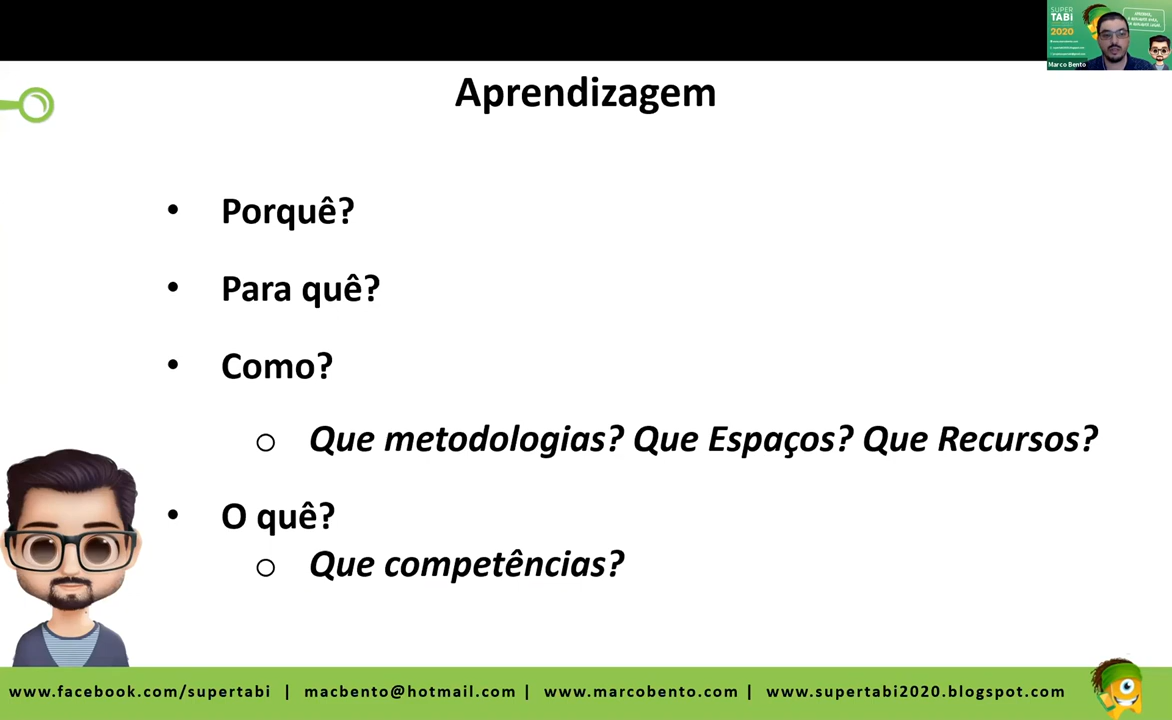 SUPER
TABi
2020
Marco Bento
Aprendizagem
• Porquê?
• Para quê?
• Como?
o Que metodologias? Que Espaços? Que Recursos?
• O quê?
o Que competências?
www.facebook.com/supertabi | macbento@hotmail.com | www.marcobento.com | www.supertabi2020.blogspot.com